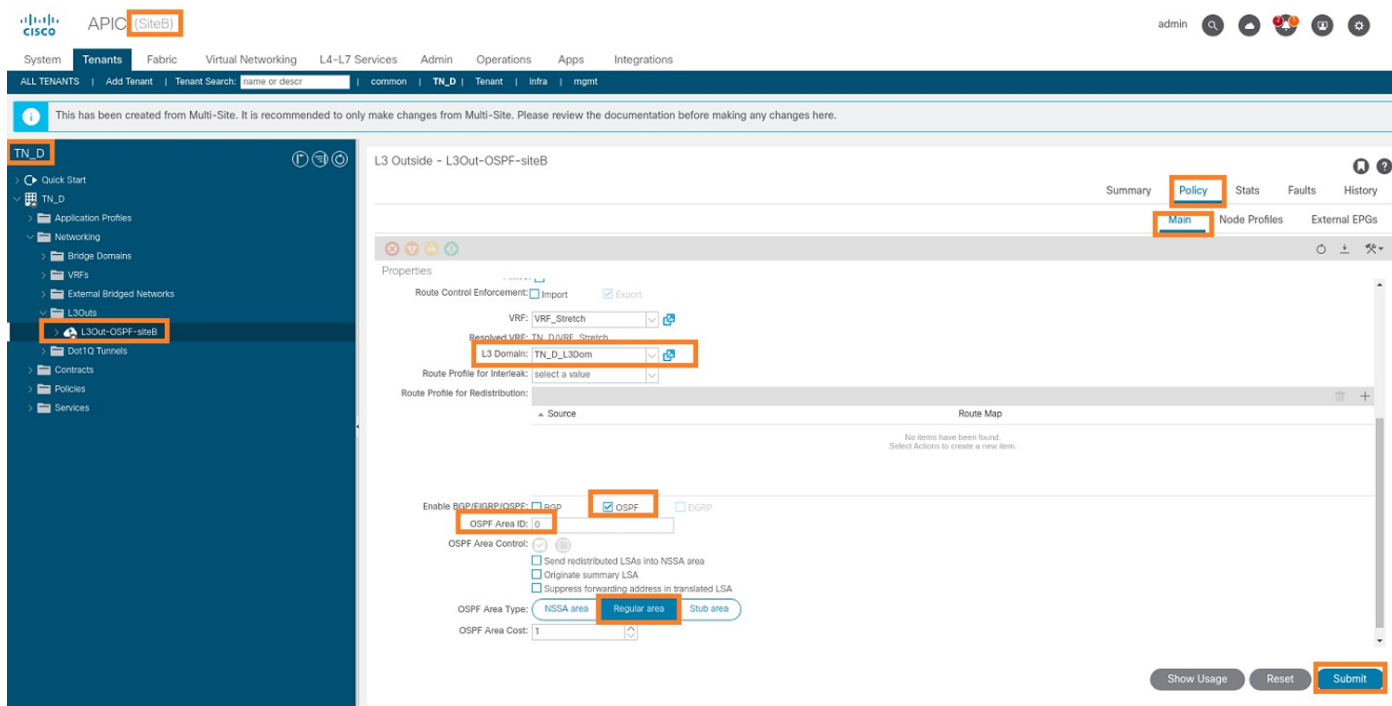 cisco
APIC (SiteB)
admin
System Tenants Fabric Virtual Networking L4-L7 Services Admin Operations Apps Integrations
ALL TENANTS | Add Tenant | Tenant Search: name or descr | common | TN_D | Tenant | infra | mgmt
This has been created from Multi-Site. It is recommended to only make changes from Multi-Site. Please review the documentation before making any changes here.
TN_D
Quick Start
TN_D
Application Profiles
Networking
Bridge Domains
VRFs
External Bridged Networks
L3Outs
L3Out-OSPF-siteB
Dot1Q Tunnels
Contracts
Policies
Services
L3 Outside - L3Out-OSPF-siteB
Summary Policy Stats Faults History
Main Node Profiles External EPGs
Properties
Route Control Enforcement: Import Export
VRF: VRF_Stretch
Resolved VRF: TN_D/VRF_Stretch
L3 Domain: TN_D_L3Dom
Route Profile for Interleak: select a value
Route Profile for Redistribution:
Source Route Map
No items have been found.
Select Actions to create a new item.
Enable BGP/EIGRP/OSPF: BGP OSPF EIGRP
OSPF Area ID: 0
OSPF Area Control:
Send redistributed LSAs into NSSA area
Originate summary LSA
Suppress forwarding address in translated LSA
OSPF Area Type: NSSA area Regular area Stub area
OSPF Area Cost: 1
Show Usage Reset Submit